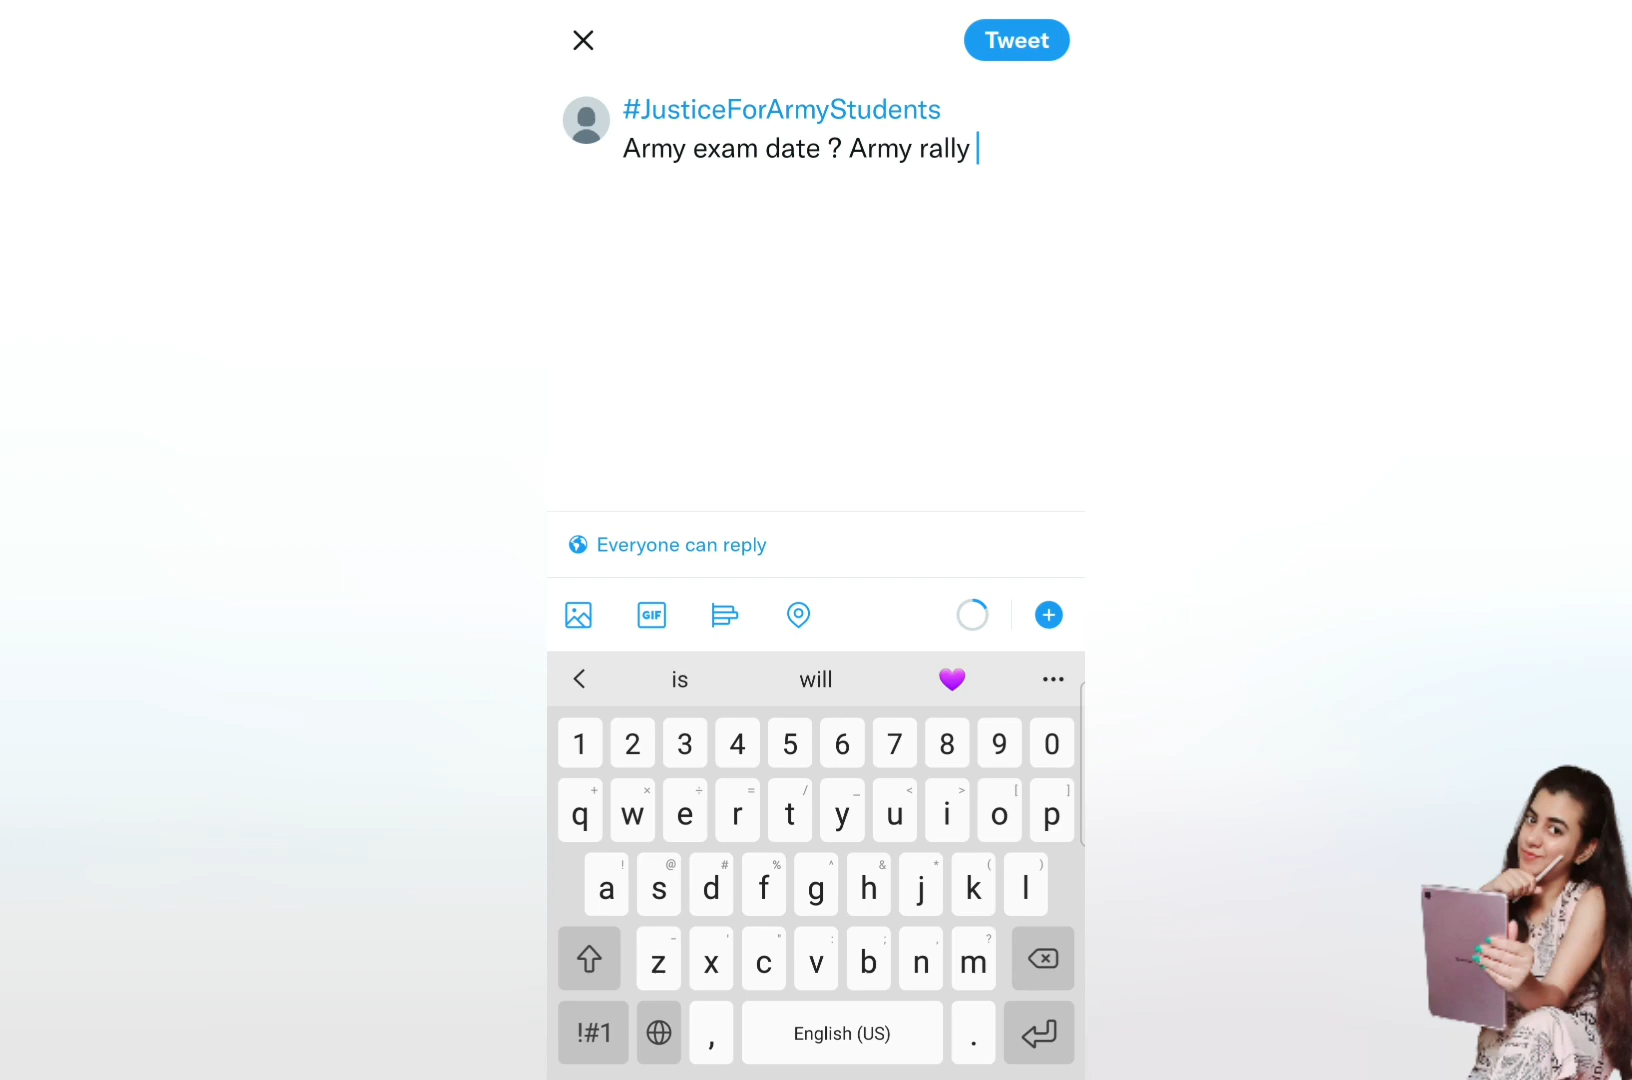 Tweet
#JusticeForArmyStudents
Army exam date ? Army rally
Everyone can reply
GIF
is will 💜 ...
1 2 3 4 5 6 7 8 9 0
+ × ÷ = / _ < > [ ]
q w e r t y u i o p
! @ # % ^ & * ( )
a s d f g h j k l
- ' " : ; , ?
z x c v b n m
!#1 , English (US) .